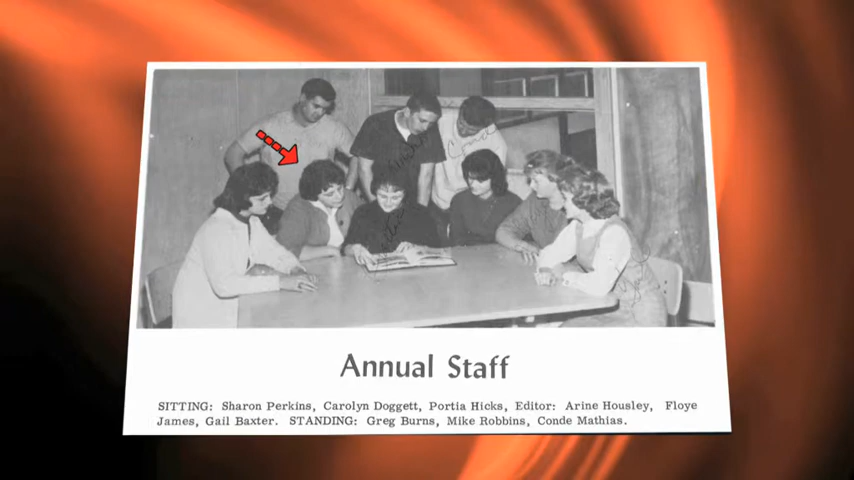 Annual Staff
SITTING: Sharon Perkins, Carolyn Doggett, Portia Hicks, Editor: Arine Housley, Floye
James, Gail Baxter. STANDING: Greg Burns, Mike Robbins, Conde Mathias.